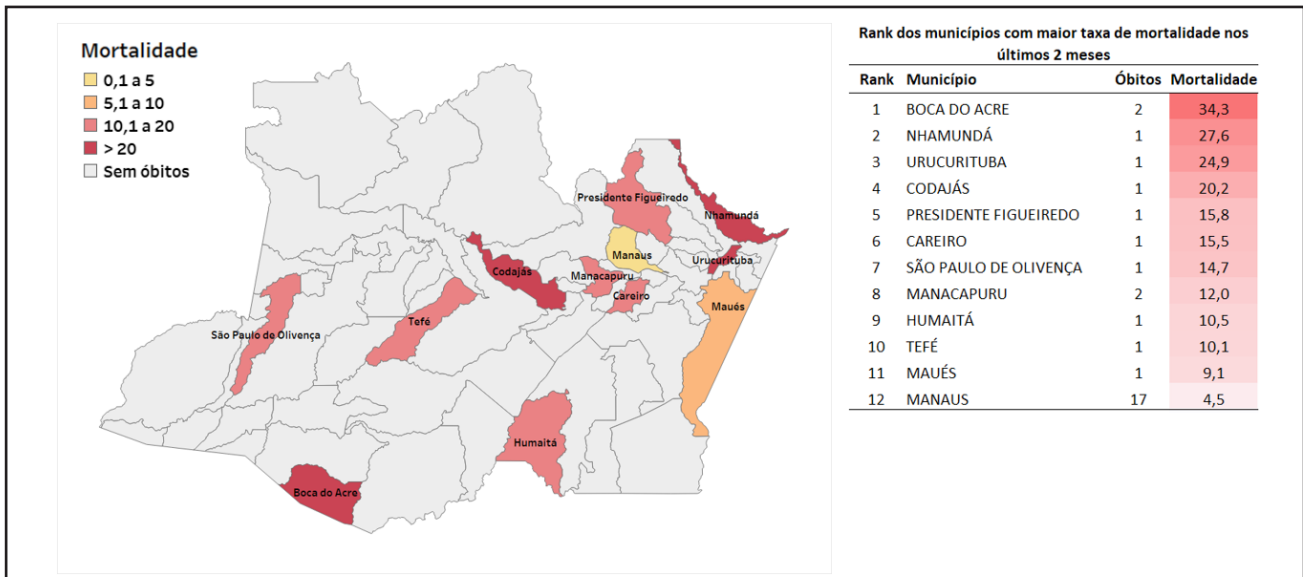 Mortalidade
0,1 a 5
5,1 a 10
10,1 a 20
> 20
Sem óbitos
Presidente Figueiredo
Nhamundá
Manaus
Urucurituba
Codajás
Manacapuru
Careiro
Maués
Tefé
São Paulo de Olivença
Humaitá
Boca do Acre
Rank dos municípios com maior taxa de mortalidade nos
últimos 2 meses
Rank Município Óbitos Mortalidade
1 BOCA DO ACRE 2 34,3
2 NHAMUNDÁ 1 27,6
3 URUCURITUBA 1 24,9
4 CODAJÁS 1 20,2
5 PRESIDENTE FIGUEIREDO 1 15,8
6 CAREIRO 1 15,5
7 SÃO PAULO DE OLIVENÇA 1 14,7
8 MANACAPURU 2 12,0
9 HUMAITÁ 1 10,5
10 TEFÉ 1 10,1
11 MAUÉS 1 9,1
12 MANAUS 17 4,5